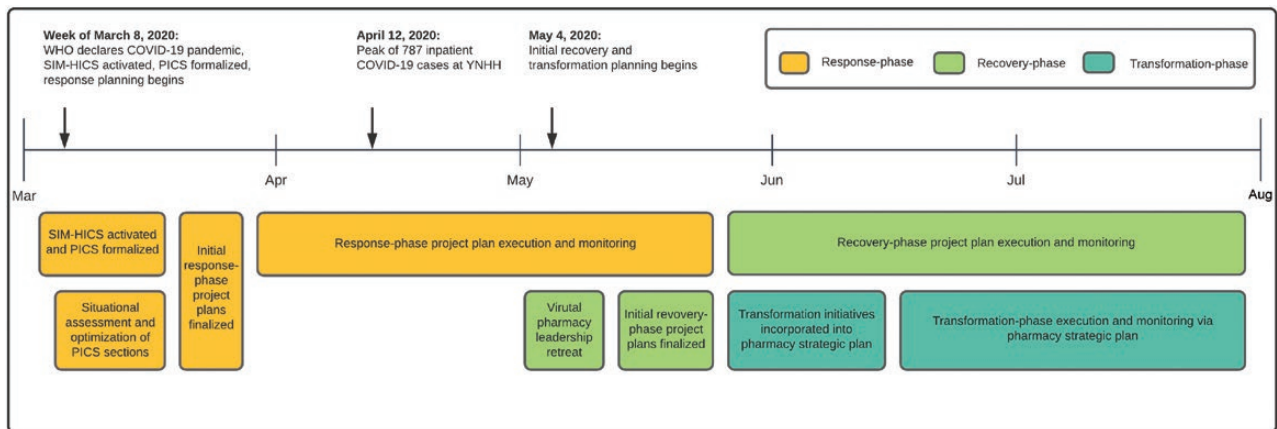 Week of March 8, 2020:
WHO declares COVID-19 pandemic,
SIM-HICS activated, PICS formalized,
response planning begins
April 12, 2020:
Peak of 787 inpatient
COVID-19 cases at YNHH
May 4, 2020:
Initial recovery and
transformation planning begins
Response-phase
Recovery-phase
Transformation-phase
Mar
Apr
May
Jun
Jul
Aug
SIM-HICS activated
and PICS formalized
Initial
response-
phase
project
plans
finalized
Response-phase project plan execution and monitoring
Recovery-phase project plan execution and monitoring
Situational
assessment and
optimization of
PICS sections
Virutal
pharmacy
leadership
retreat
Initial revovery-
phase project
plans finalized
Transformation initiatives
incorporated into
pharmacy strategic plan
Transformation-phase execution and monitoring via
pharmacy strategic plan